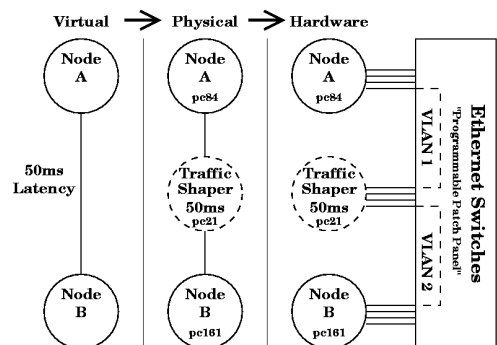 Virtual
Physical
Hardware
Node
A
50ms
Latency
Node
B
Node
A
pc84
Traffic
Shaper
50ms
pc21
Node
B
pc161
Node
A
pc84
Traffic
Shaper
50ms
pc21
Node
B
pc161
VLAN 1
VLAN 2
"Programmable Patch Panel"
Ethernet Switches